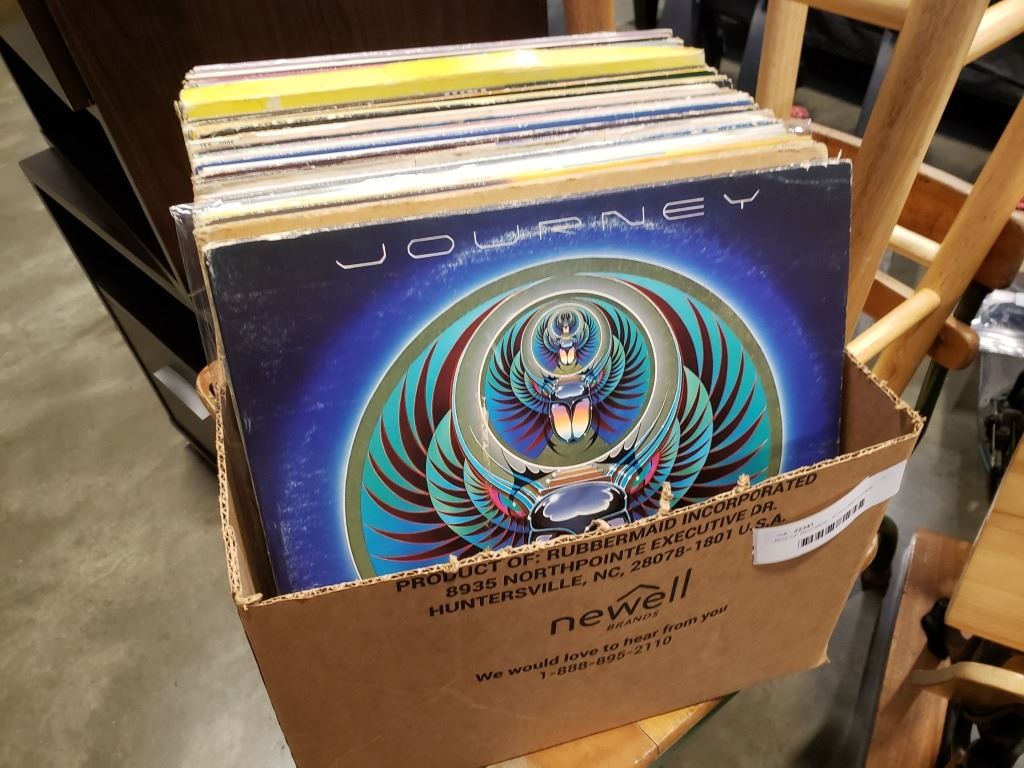 JOURNEY
PRODUCT OF: RUBBERMAID INCORPORATED
8935 NORTHPOINTE EXECUTIVE DR.
HUNTERSVILLE, NC, 28078-1801 U.S.A.
newell
BRANDS
We would love to hear from you
1-888-895-2110